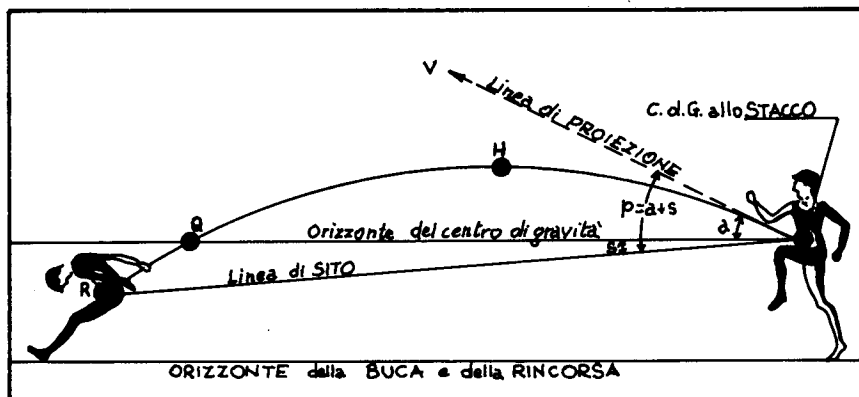 V
Linea di PROIEZIONE
C.d.G. allo STACCO
H
p=a+s
a
Q
Orizzonte del centro di gravità
Linea di SITO
R
ORIZZONTE della BUCA e della RINCORSA